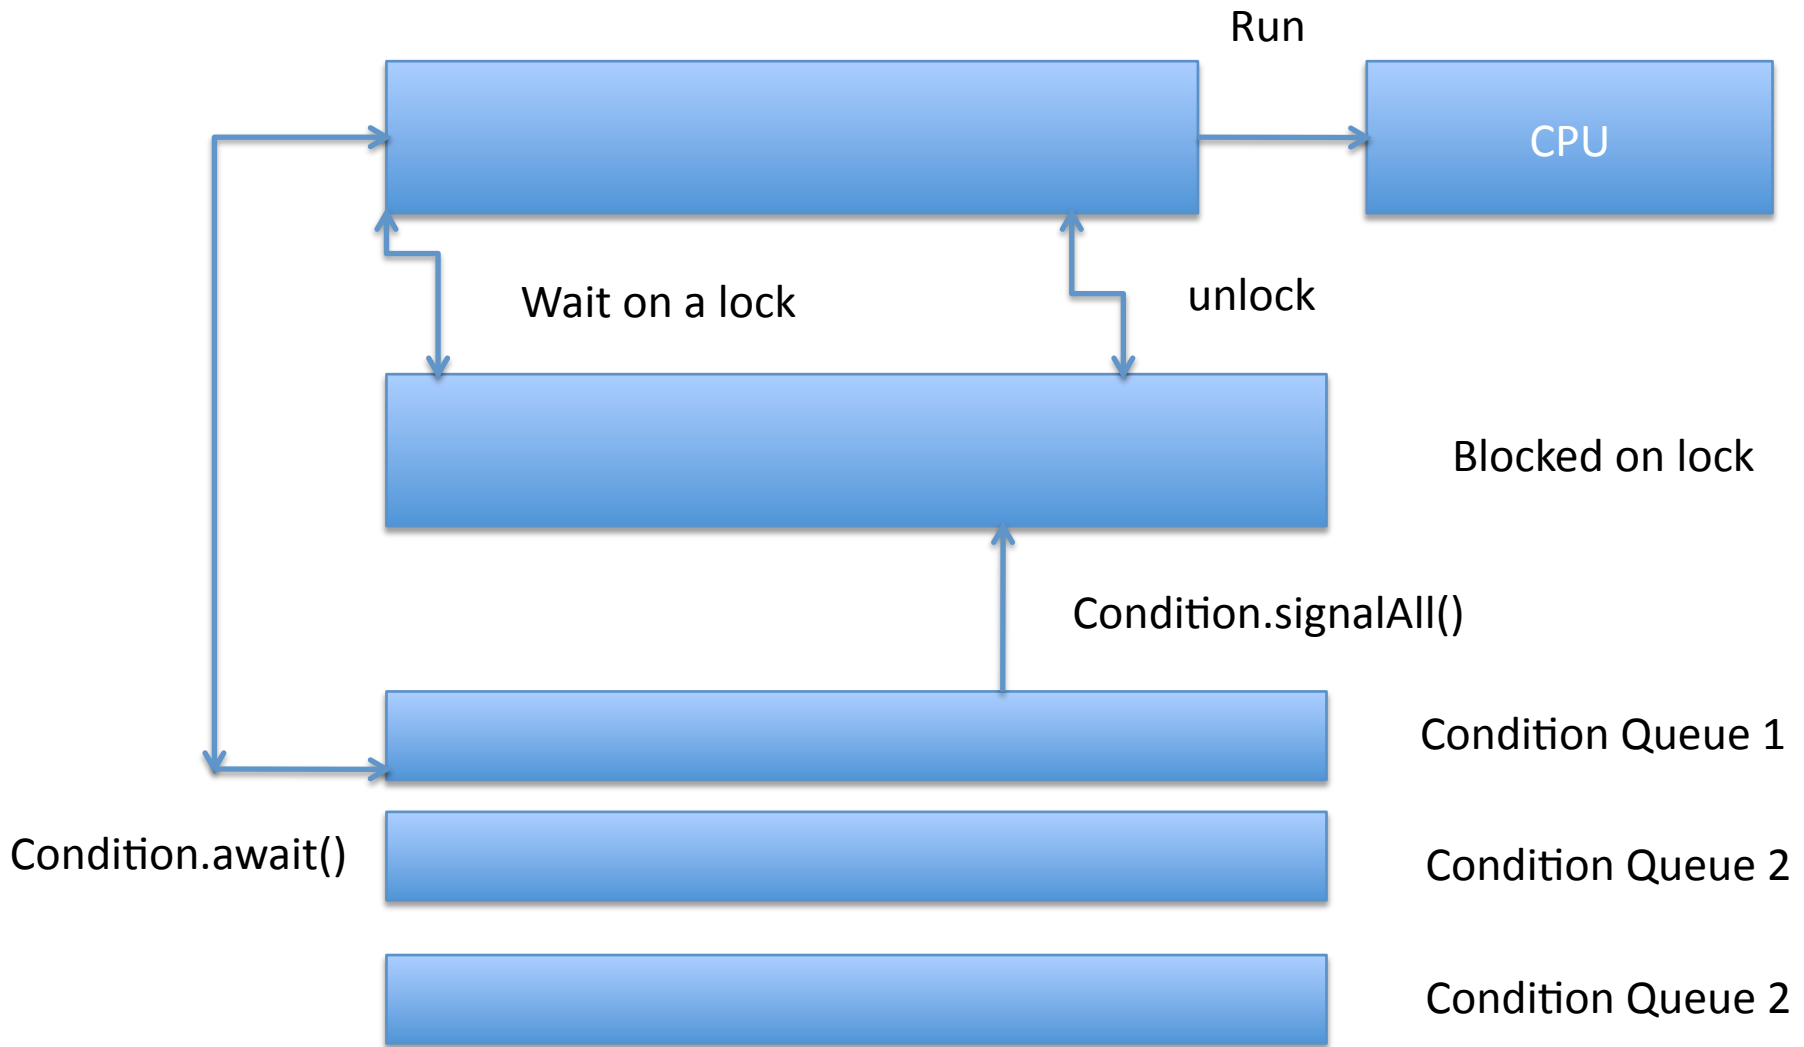 Run
CPU
Wait on a lock
unlock
Blocked on lock
Condition.signalAll()
Condition Queue 1
Condition.await()
Condition Queue 2
Condition Queue 2